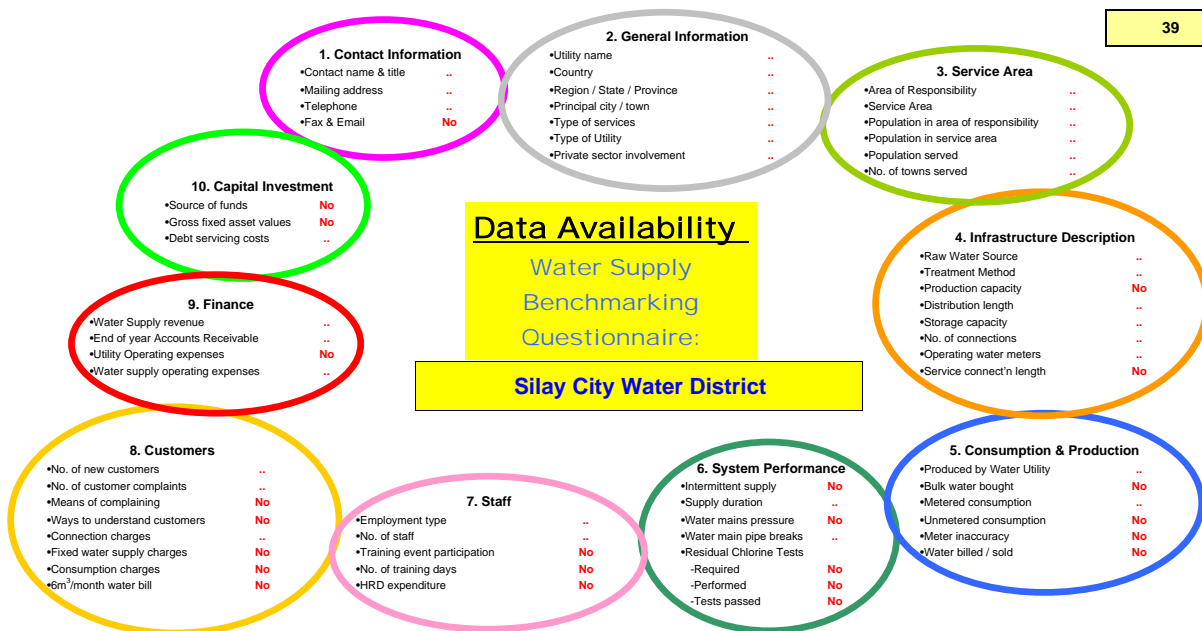 39
1. Contact Information
•Contact name & title ..
•Mailing address ..
•Telephone ..
•Fax & Email No
2. General Information
•Utility name ..
•Country ..
•Region / State / Province ..
•Principal city / town ..
•Type of services ..
•Type of Utility ..
•Private sector involvement ..
3. Service Area
•Area of Responsibility ..
•Service Area ..
•Population in area of responsibility ..
•Population in service area ..
•Population served ..
•No. of towns served ..
10. Capital Investment
•Source of funds No
•Gross fixed asset values No
•Debt servicing costs ..
Data Availability
Water Supply
Benchmarking
Questionnaire:
Silay City Water District
4. Infrastructure Description
•Raw Water Source ..
•Treatment Method ..
•Production capacity No
•Distribution length ..
•Storage capacity ..
•No. of connections ..
•Operating water meters ..
•Service connect'n length No
9. Finance
•Water Supply revenue ..
•End of year Accounts Receivable ..
•Utility Operating expenses No
•Water supply operating expenses ..
8. Customers
•No. of new customers ..
•No. of customer complaints ..
•Means of complaining No
•Ways to understand customers No
•Connection charges ..
•Fixed water supply charges No
•Consumption charges No
•6m³/month water bill No
7. Staff
•Employment type ..
•No. of staff ..
•Training event participation No
•No. of training days No
•HRD expenditure No
6. System Performance
•Intermittent supply No
•Supply duration ..
•Water mains pressure No
•Water main pipe breaks ..
•Residual Chlorine Tests
-Required No
-Performed No
-Tests passed No
5. Consumption & Production
•Produced by Water Utility ..
•Bulk water bought No
•Metered consumption ..
•Unmetered consumption No
•Meter inaccuracy No
•Water billed / sold No